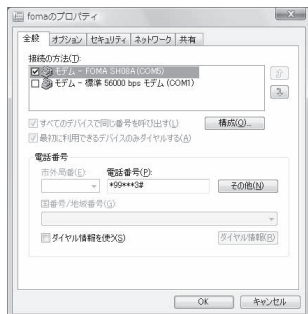 fomaのプロパティ
全般 オプション セキュリティ ネットワーク 共有
接続の方法(T):
モデム - FOMA SH08A(COM5)
モデム - 標準 56000 bps モデム (COM1)
すべてのデバイスで同じ番号を呼び出す(L)
構成(O)...
最初に利用できるデバイスのみダイヤルする(A)
電話番号
市外局番(E): 電話番号(P):
*99***3# その他(N)
国番号/地域番号(G):
ダイヤル情報を使う(S) ダイヤル情報(R)
OK キャンセル